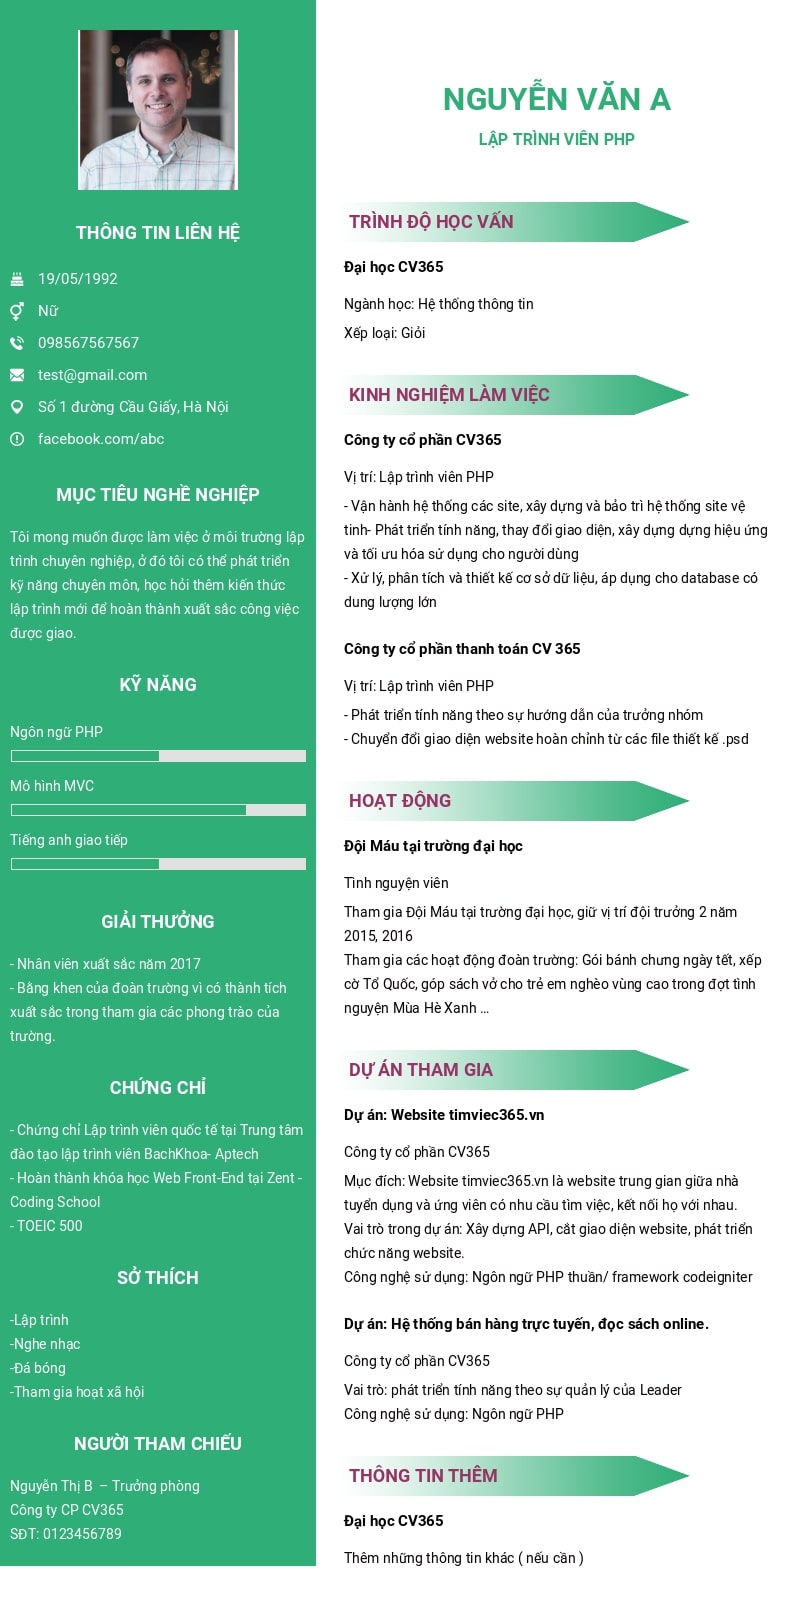 THÔNG TIN LIÊN HỆ
19/05/1992
Nữ
098567567567
test@gmail.com
Số 1 đường Cầu Giấy, Hà Nội
facebook.com/abc
MỤC TIÊU NGHỀ NGHIỆP
Tôi mong muốn được làm việc ở môi trường lập
trình chuyên nghiệp, ở đó tôi có thể phát triển
kỹ năng chuyên môn, học hỏi thêm kiến thức
lập trình mới để hoàn thành xuất sắc công việc
được giao.
KỸ NĂNG
Ngôn ngữ PHP
Mô hình MVC
Tiếng anh giao tiếp
GIẢI THƯỞNG
- Nhân viên xuất sắc năm 2017
- Bằng khen của đoàn trường vì có thành tích
xuất sắc trong tham gia các phong trào của
trường.
CHỨNG CHỈ
- Chứng chỉ Lập trình viên quốc tế tại Trung tâm
đào tạo lập trình viên BachKhoa- Aptech
- Hoàn thành khóa học Web Front-End tại Zent -
Coding School
- TOEIC 500
SỞ THÍCH
-Lập trình
-Nghe nhạc
-Đá bóng
-Tham gia hoạt xã hội
NGƯỜI THAM CHIẾU
Nguyễn Thị B – Trưởng phòng
Công ty CP CV365
SĐT: 0123456789
NGUYỄN VĂN A
LẬP TRÌNH VIÊN PHP
TRÌNH ĐỘ HỌC VẤN
Đại học CV365
Ngành học: Hệ thống thông tin
Xếp loại: Giỏi
KINH NGHIỆM LÀM VIỆC
Công ty cổ phần CV365
Vị trí: Lập trình viên PHP
- Vận hành hệ thống các site, xây dựng và bảo trì hệ thống site vệ
tinh- Phát triển tính năng, thay đổi giao diện, xây dựng dựng hiệu ứng
và tối ưu hóa sử dụng cho người dùng
- Xử lý, phân tích và thiết kế cơ sở dữ liệu, áp dụng cho database có
dung lượng lớn
Công ty cổ phần thanh toán CV 365
Vị trí: Lập trình viên PHP
- Phát triển tính năng theo sự hướng dẫn của trưởng nhóm
- Chuyển đổi giao diện website hoàn chỉnh từ các file thiết kế .psd
HOẠT ĐỘNG
Đội Máu tại trường đại học
Tình nguyện viên
Tham gia Đội Máu tại trường đại học, giữ vị trí đội trưởng 2 năm
2015, 2016
Tham gia các hoạt động đoàn trường: Gói bánh chưng ngày tết, xếp
cờ Tổ Quốc, góp sách vở cho trẻ em nghèo vùng cao trong đợt tình
nguyện Mùa Hè Xanh ...
DỰ ÁN THAM GIA
Dự án: Website timviec365.vn
Công ty cổ phần CV365
Mục đích: Website timviec365.vn là website trung gian giữa nhà
tuyển dụng và ứng viên có nhu cầu tìm việc, kết nối họ với nhau.
Vai trò trong dự án: Xây dựng API, cắt giao diện website, phát triển
chức năng website.
Công nghệ sử dụng: Ngôn ngữ PHP thuần/ framework codeigniter
Dự án: Hệ thống bán hàng trực tuyến, đọc sách online.
Công ty cổ phần CV365
Vai trò: phát triển tính năng theo sự quản lý của Leader
Công nghệ sử dụng: Ngôn ngữ PHP
THÔNG TIN THÊM
Đại học CV365
Thêm những thông tin khác ( nếu cần )